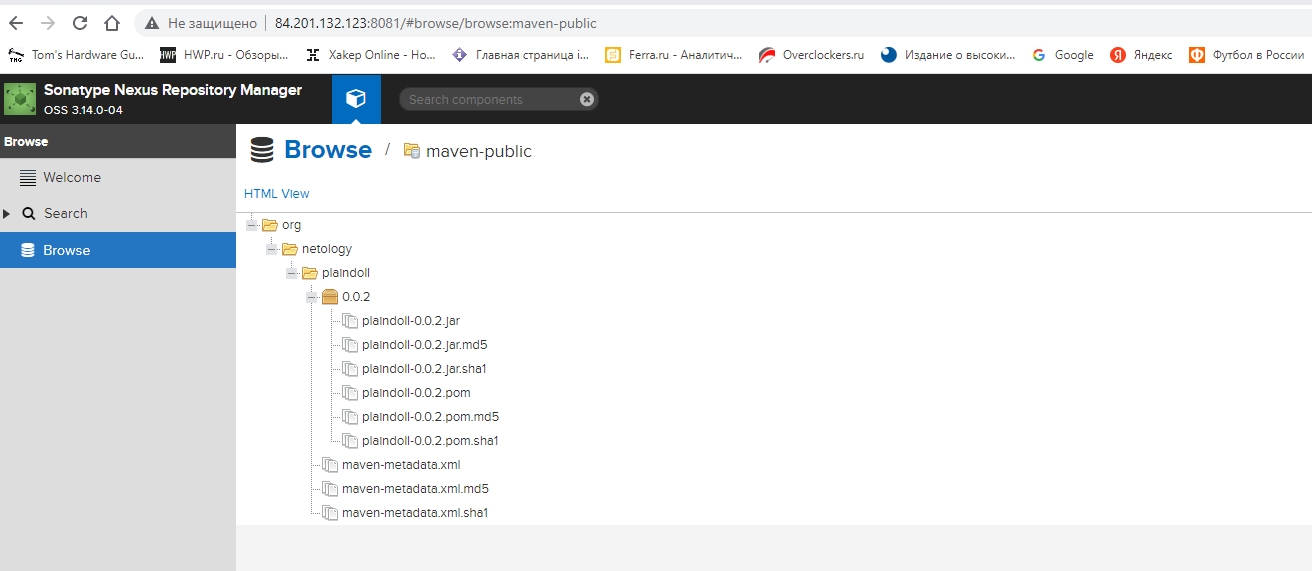 Не защищено 84.201.132.123:8081/#browse/browse:maven-public
Tom's Hardware Gu... HWP HWP.ru - Обзоры... Хакер Online - Но... Главная страница і... Ferra.ru - Аналитич... Overclockers.ru Издание о высоки... Google Яндекс Футбол в России
Sonatype Nexus Repository Manager
OSS 3.14.0-04
Search components
Browse
Browse / maven-public
Welcome
HTML View
Search
Browse
org
netology
plaindoll
0.0.2
plaindoll-0.0.2.jar
plaindoll-0.0.2.jar.md5
plaindoll-0.0.2.jar.sha1
plaindoll-0.0.2.pom
plaindoll-0.0.2.pom.md5
plaindoll-0.0.2.pom.sha1
maven-metadata.xml
maven-metadata.xml.md5
maven-metadata.xml.sha1